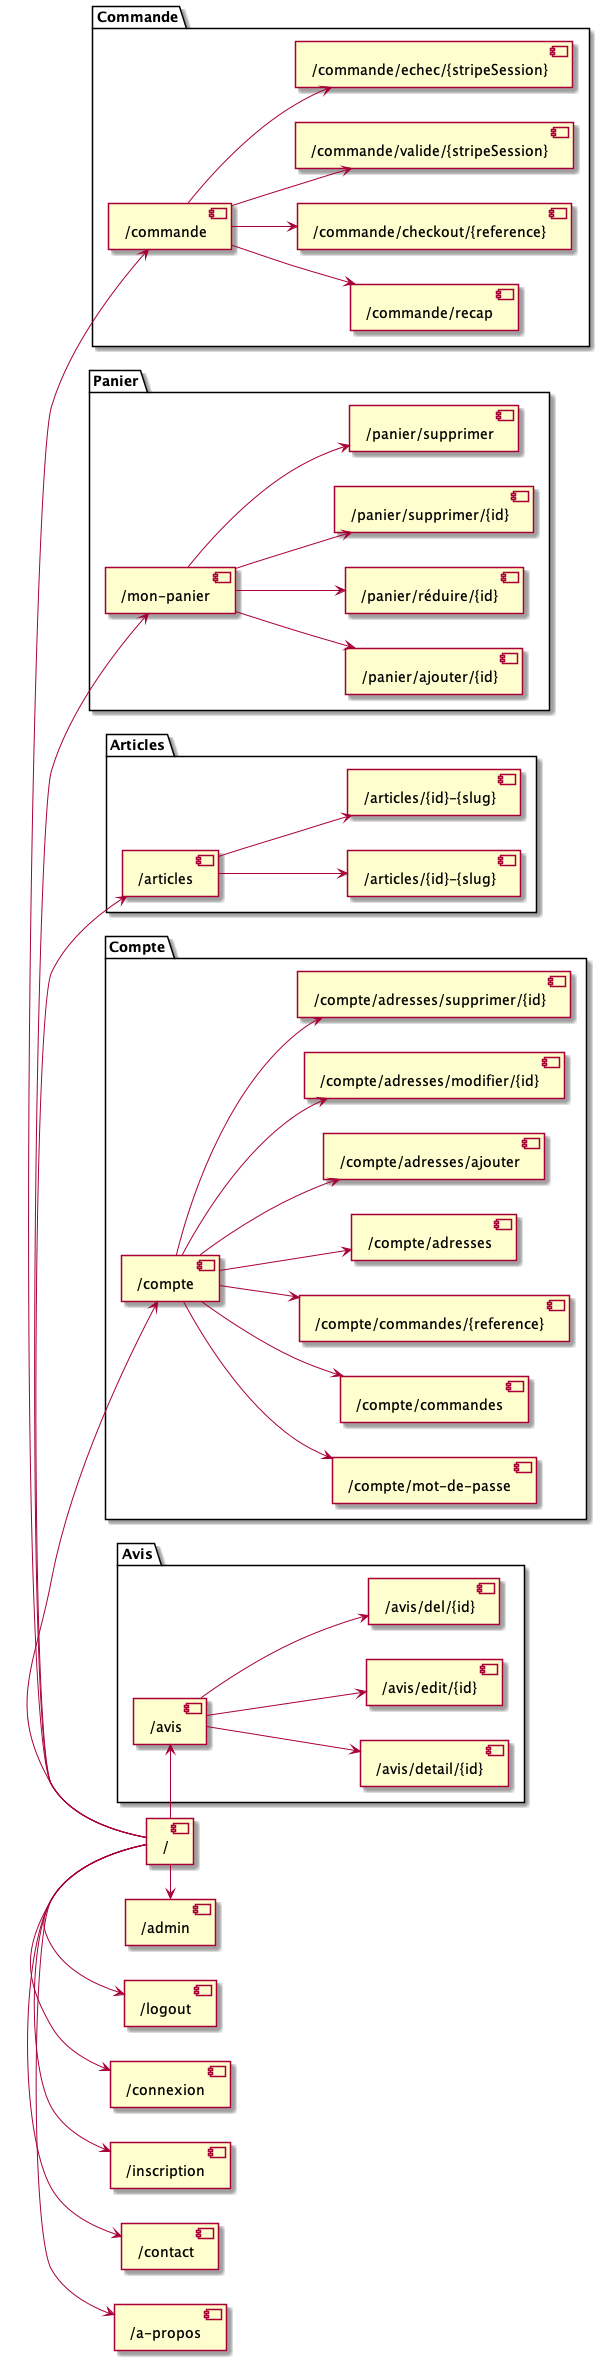 Commande
/commande/echec/{stripeSession}
/commande/valide/{stripeSession}
/commande
/commande/checkout/{reference}
/commande/recap
Panier
/panier/supprimer
/panier/supprimer/{id}
/mon-panier
/panier/réduire/{id}
/panier/ajouter/{id}
Articles
/articles/{id}-{slug}
/articles
/articles/{id}-{slug}
Compte
/compte/adresses/supprimer/{id}
/compte/adresses/modifier/{id}
/compte/adresses/ajouter
/compte/adresses
/compte
/compte/commandes/{reference}
/compte/commandes
/compte/mot-de-passe
Avis
/avis/del/{id}
/avis/edit/{id}
/avis
/avis/detail/{id}
/
/admin
/logout
/connexion
/inscription
/contact
/a-propos